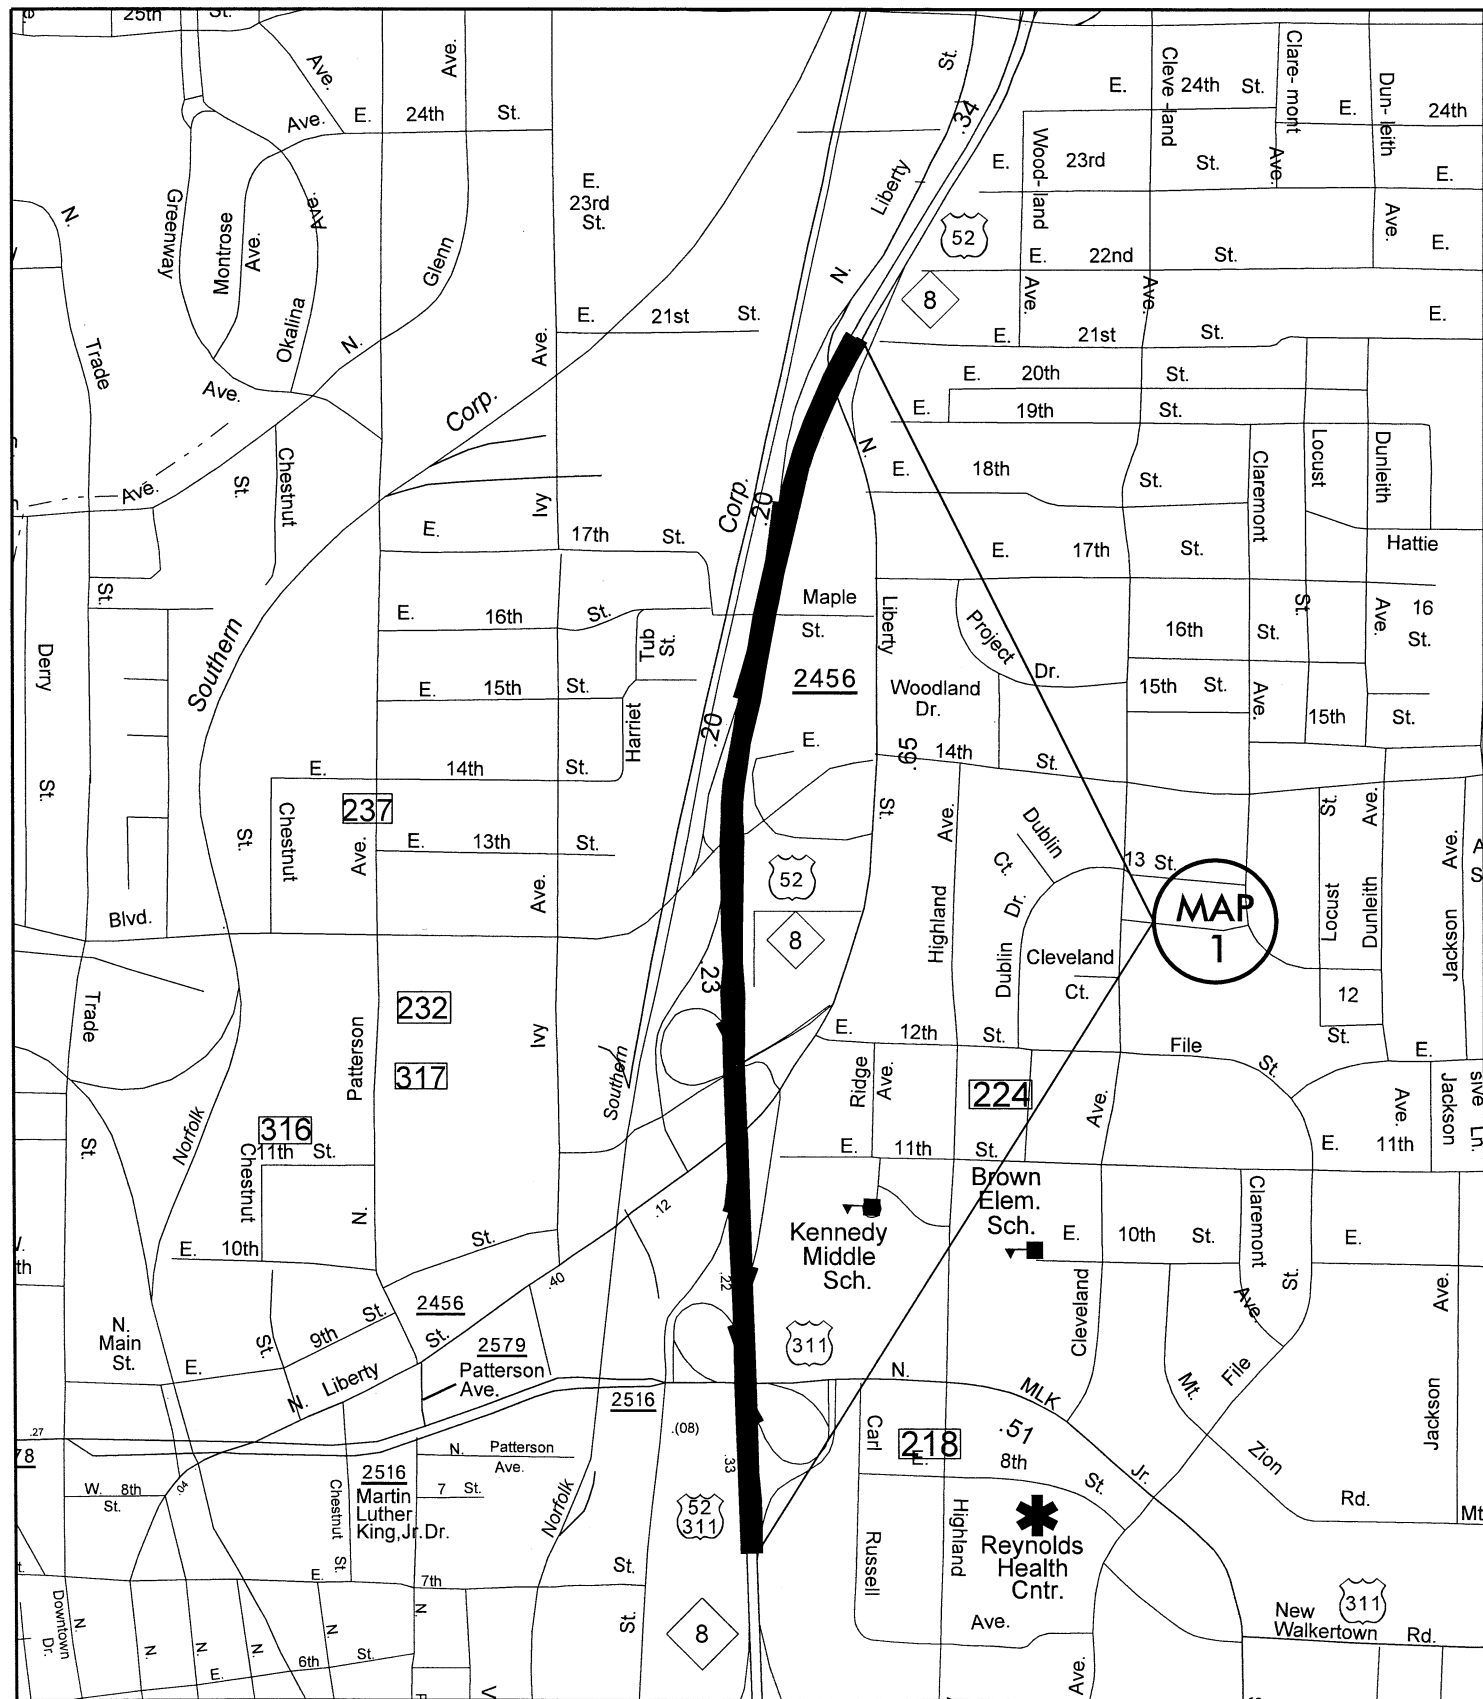 25th St.
Ave.
Ave.
St.
Ave. E. 24th St.
.34
E. 24th St.
Cleve-land
Clare- mont
Dun- leith
E. 24th
Wood-land
E. 23rd St.
Ave.
E.
E.
23rd
St.
Liberty
N.
Greenway
Montrose
Ave.
Ave.
Okalina
Glenn
N.
52
E. 22nd St.
Ave.
E.
8
Ave.
Ave.
N.
Trade
E. 21st St.
E. 21st St.
E.
Ave.
Ave.
Corp.
E. 20th St.
E. 19th St.
N.
E. 18th St.
Claremont
Locust
Dunleith
Ave.
St.
Chestnut
Ivy
Corp.
.20
E. 17th St.
E. 17th St.
Hattie
St.
E. 16th St.
Maple
St.
Liberty
Project
Dr.
16th St.
St.
Ave.
16
St.
Derry
St.
Southern
Tub
St.
E. 15th St.
2456
Woodland
Dr.
15th St.
Ave.
15th St.
Harriet
.20
E. 14th St.
E.
.65
14th St.
237
St.
Chestnut
Ave.
E. 13th St.
Ave.
St.
Ave.
Dublin
Ct.
Dr.
13 St.
St.
Ave.
Ave.
52
MAP
1
Locust
Dunleith
Jackson
Blvd.
8
Highland
Dublin
Cleveland
Ct.
12
St.
Trade
St.
232
Patterson
317
Ivy
.23
E. 12th St.
File
St.
E.
Norfolk
Southern
Ridge
Ave.
224
Ave.
Ave.
Jackson
sive
Ln.
316
11th St.
Chestnut
N.
E. 11th St.
E. 11th
.12
Brown
Elem.
Sch.
Kennedy
Middle
Sch.
Claremont
Ave.
E. 10th St.
E. 10th St.
E.
St.
St.
.40
.22
Cleveland
Ave.
N.
Main
St.
E.
St.
9th St.
2456
St.
2579
Patterson
Ave.
311
N. Liberty
N.
MLK
Jr.
Mt.
Zion
Rd.
File
Jackson
2516
.(08)
Carl
Russell
218
.51
E. 8th St.
.27
78
N. Patterson
Ave.
W. 8th
St.
.04
2516
Martin
Luther
King,Jr.Dr.
Chestnut
St.
7 St.
Norfolk
.33
52
311
Highland
Reynolds
Health
Cntr.
Mt
E. 7th St.
Downtown
Dr.
N.
N.
N.
N.
N.
N.
St.
8
Ave.
311
New
Walkertown Rd.
E. 6th St.
Ave.